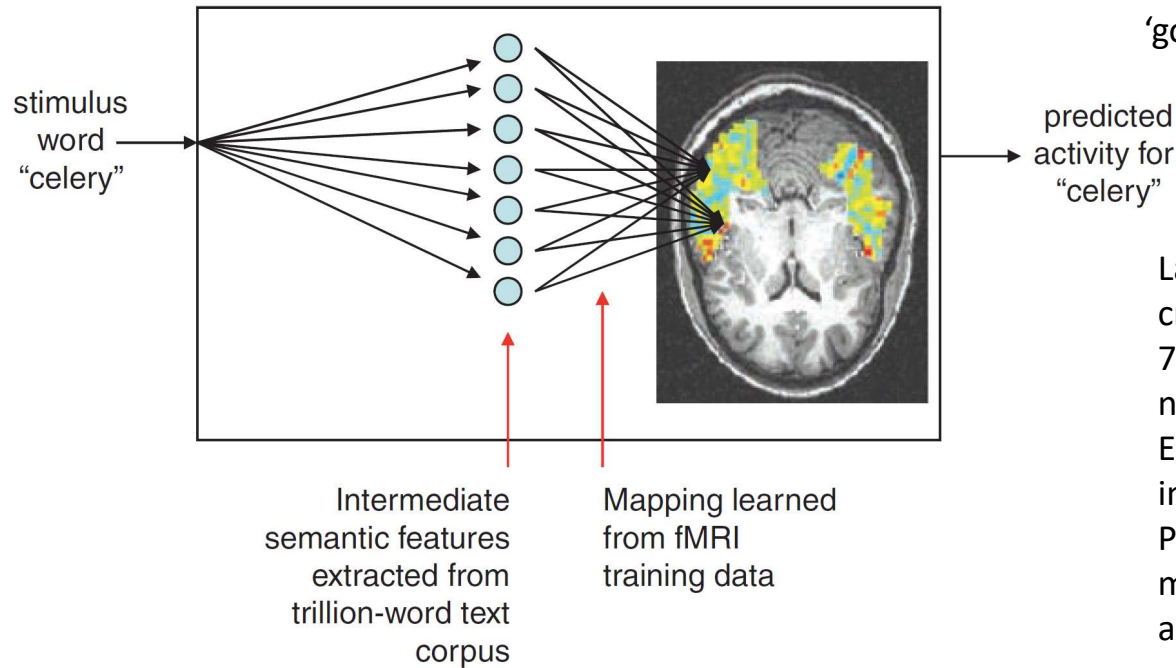 stimulus
word
“celery”
predicted
activity for
“celery”
Intermediate
semantic features
extracted from
trillion-word text
corpus
Mapping learned
from fMRI
training data